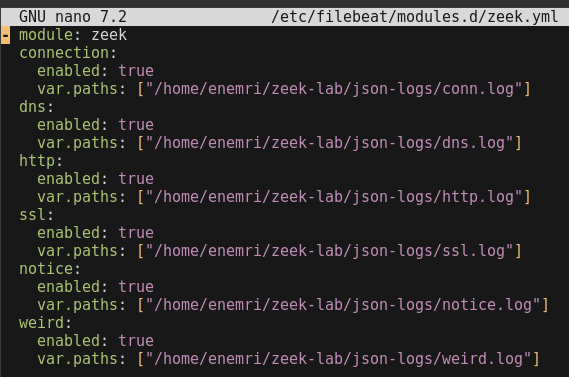 GNU nano 7.2 /etc/filebeat/modules.d/zeek.yml
- module: zeek
  connection:
    enabled: true
    var.paths: ["/home/enemri/zeek-lab/json-logs/conn.log"]
  dns:
    enabled: true
    var.paths: ["/home/enemri/zeek-lab/json-logs/dns.log"]
  http:
    enabled: true
    var.paths: ["/home/enemri/zeek-lab/json-logs/http.log"]
  ssl:
    enabled: true
    var.paths: ["/home/enemri/zeek-lab/json-logs/ssl.log"]
  notice:
    enabled: true
    var.paths: ["/home/enemri/zeek-lab/json-logs/notice.log"]
  weird:
    enabled: true
    var.paths: ["/home/enemri/zeek-lab/json-logs/weird.log"]